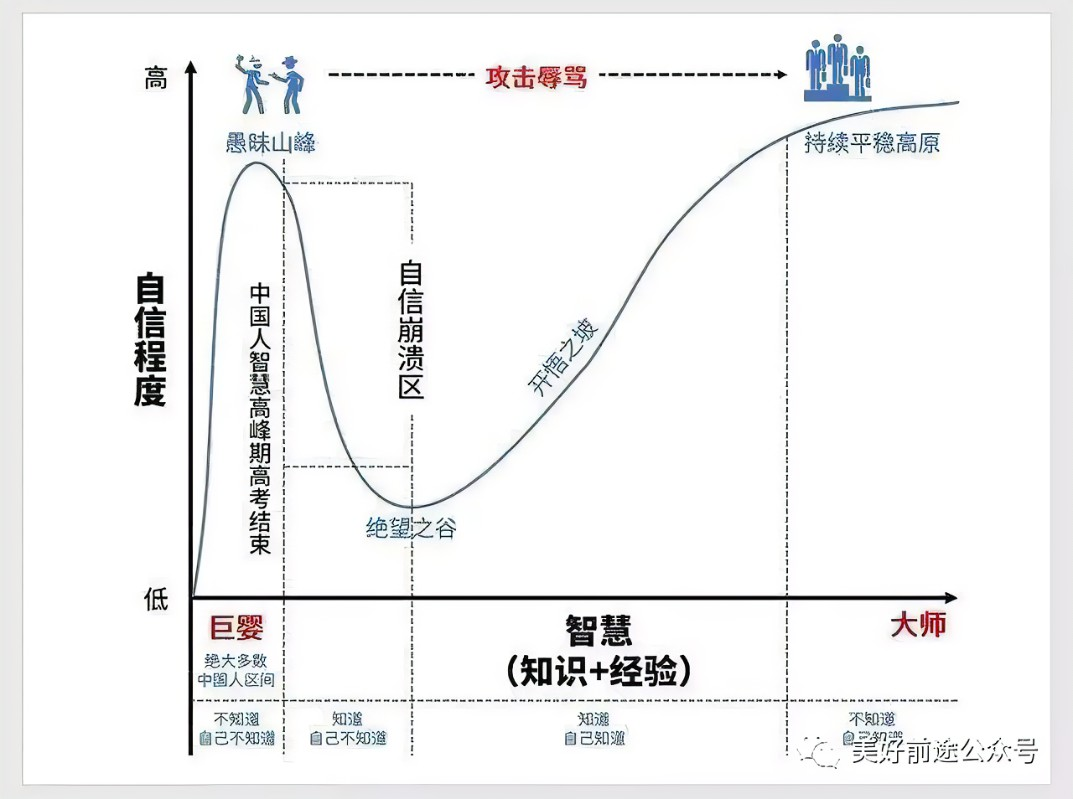 高
攻击辱骂
愚昧山峰
持续平稳高原
自信程度
中国人智慧高峰期高考结束
自信崩溃区
开悟之坡
绝望之谷
低
巨婴
智慧
大师
(知识+经验)
绝大多数
中国人区间
不知道
自己不知道
知道
自己不知道
知道
自己知道
不知道
自己知道
美好前途公众号